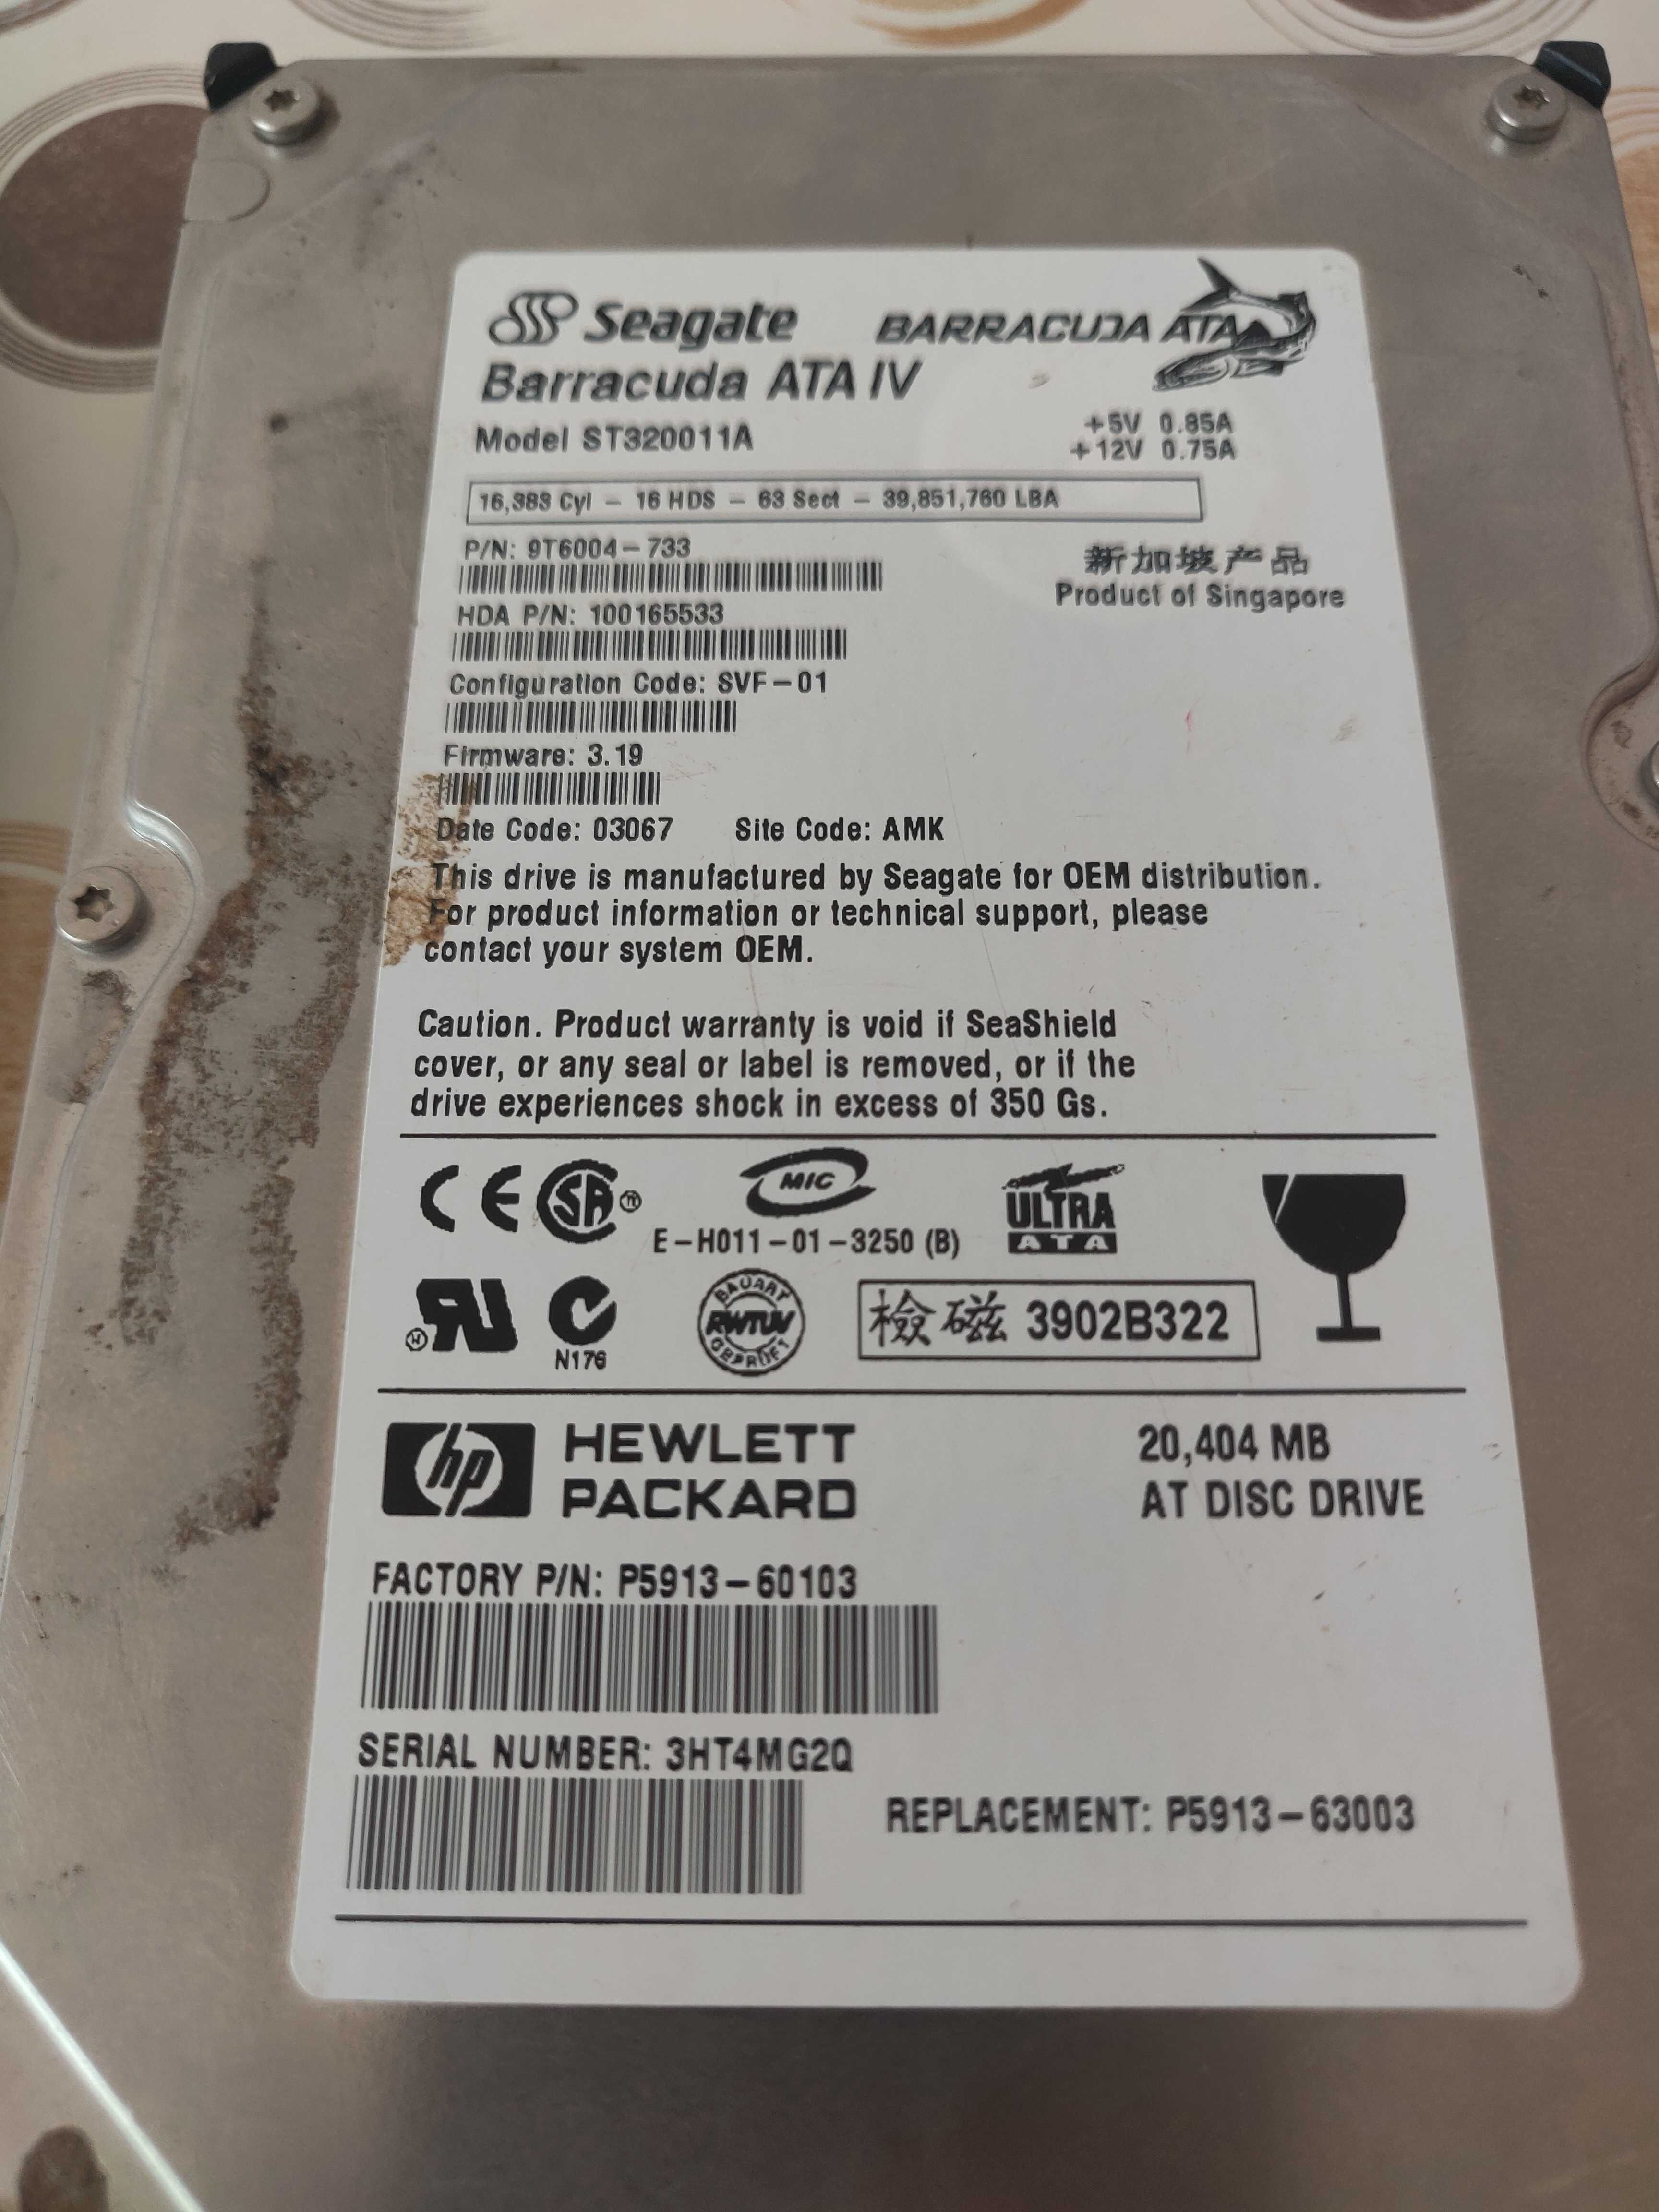 Seagate BARRACUDA ATA
Barracuda ATA IV
Model ST320011A
+5V 0.85A
+12V 0.75A
16,383 Cyl – 16 HDS – 63 Sect – 39,851,760 LBA
P/N: 9T6004–733
新加坡产品
Product of Singapore
HDA P/N: 100165533
Configuration Code: SVF–01
Firmware: 3.19
Date Code: 03067 Site Code: AMK
This drive is manufactured by Seagate for OEM distribution.
For product information or technical support, please
contact your system OEM.
Caution. Product warranty is void if SeaShield
cover, or any seal or label is removed, or if the
drive experiences shock in excess of 350 Gs.
CE SA ® MIC ULTRA
E–H011–01–3250 (B) ATA
BAUART
RWTUV
GEPRÜFT
N176
檢磁 3902B322
hp HEWLETT
PACKARD
20,404 MB
AT DISC DRIVE
FACTORY P/N: P5913–60103
SERIAL NUMBER: 3HT4MG2Q
REPLACEMENT: P5913–63003